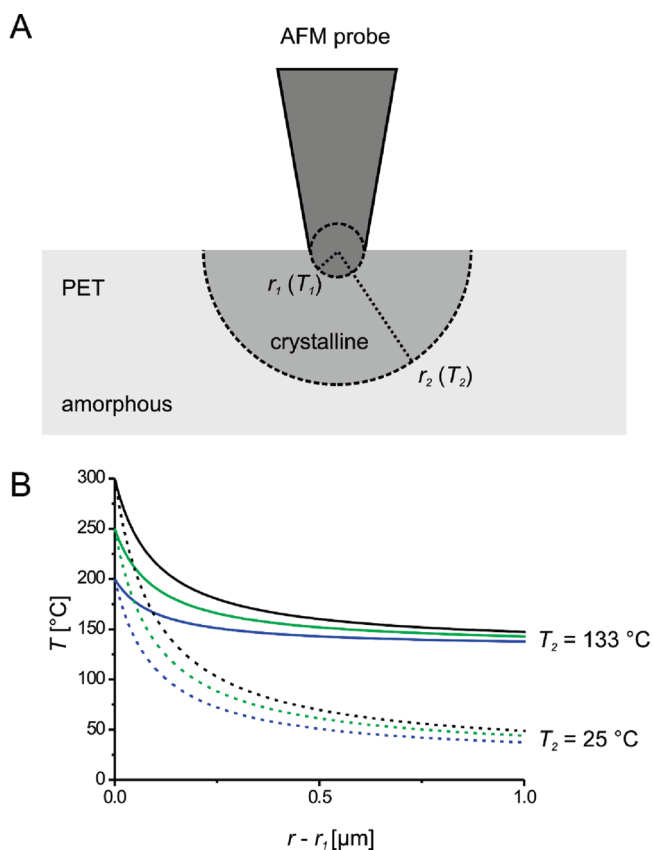 A
AFM probe
PET
r1 (T1)
crystalline
r2 (T2)
amorphous
B
300
250
200
150
100
50
0
T [°C]
T2 = 133 °C
T2 = 25 °C
0.0
0.5
1.0
r - r1 [µm]